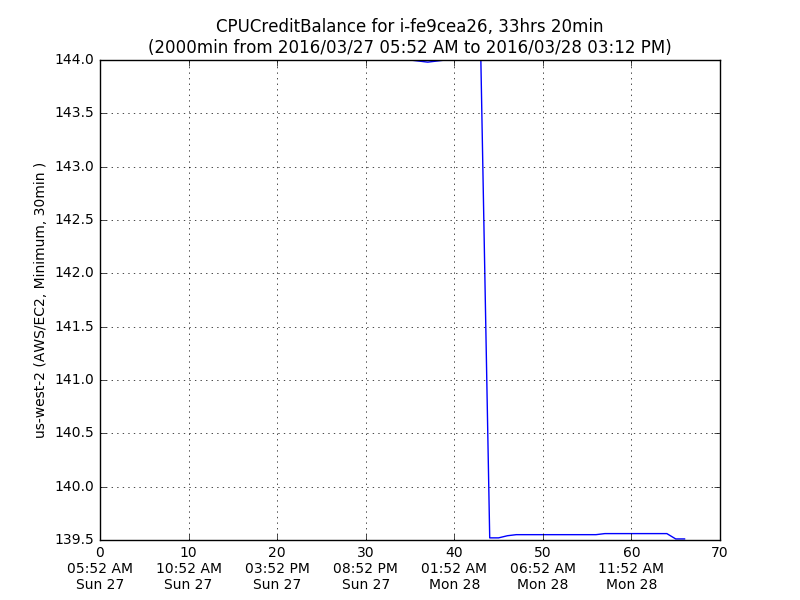 CPUCreditBalance for i-fe9cea26, 33hrs 20min
(2000min from 2016/03/27 05:52 AM to 2016/03/28 03:12 PM)
us-west-2 (AWS/EC2, Minimum, 30min )
144.0
143.5
143.0
142.5
142.0
141.5
141.0
140.5
140.0
139.5
0 10 20 30 40 50 60 70
05:52 AM 10:52 AM 03:52 PM 08:52 PM 01:52 AM 06:52 AM 11:52 AM
Sun 27 Sun 27 Sun 27 Sun 27 Mon 28 Mon 28 Mon 28